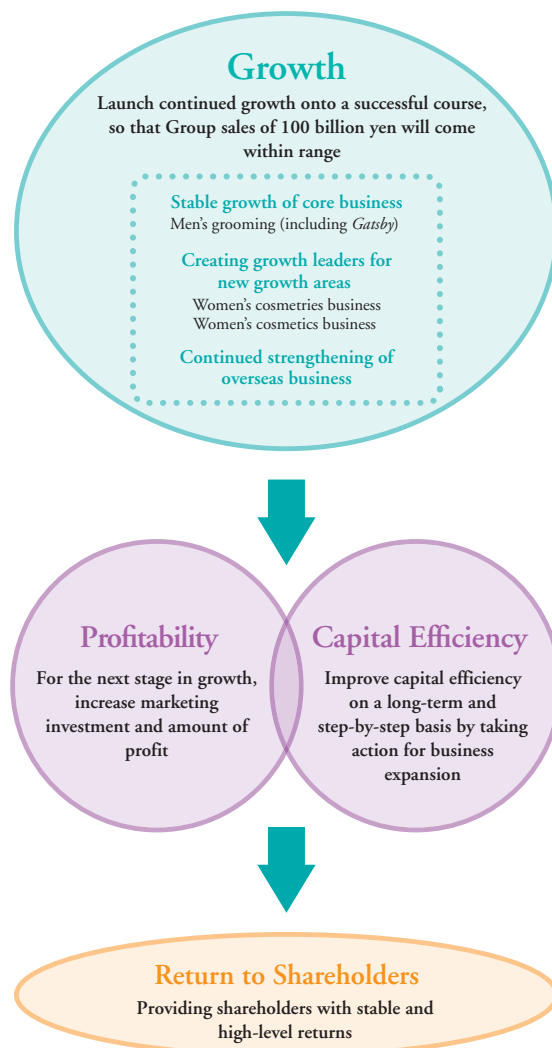 Growth
Launch continued growth onto a successful course,
so that Group sales of 100 billion yen will come
within range
Stable growth of core business
Men's grooming (including Gatsby)
Creating growth leaders for
new growth areas
Women's cosmetries business
Women's cosmetics business
Continued strengthening of
overseas business
Profitability
For the next stage in growth,
increase marketing
investment and amount of
profit
Capital Efficiency
Improve capital efficiency
on a long-term and
step-by-step basis by taking
action for business
expansion
Return to Shareholders
Providing shareholders with stable and
high-level returns